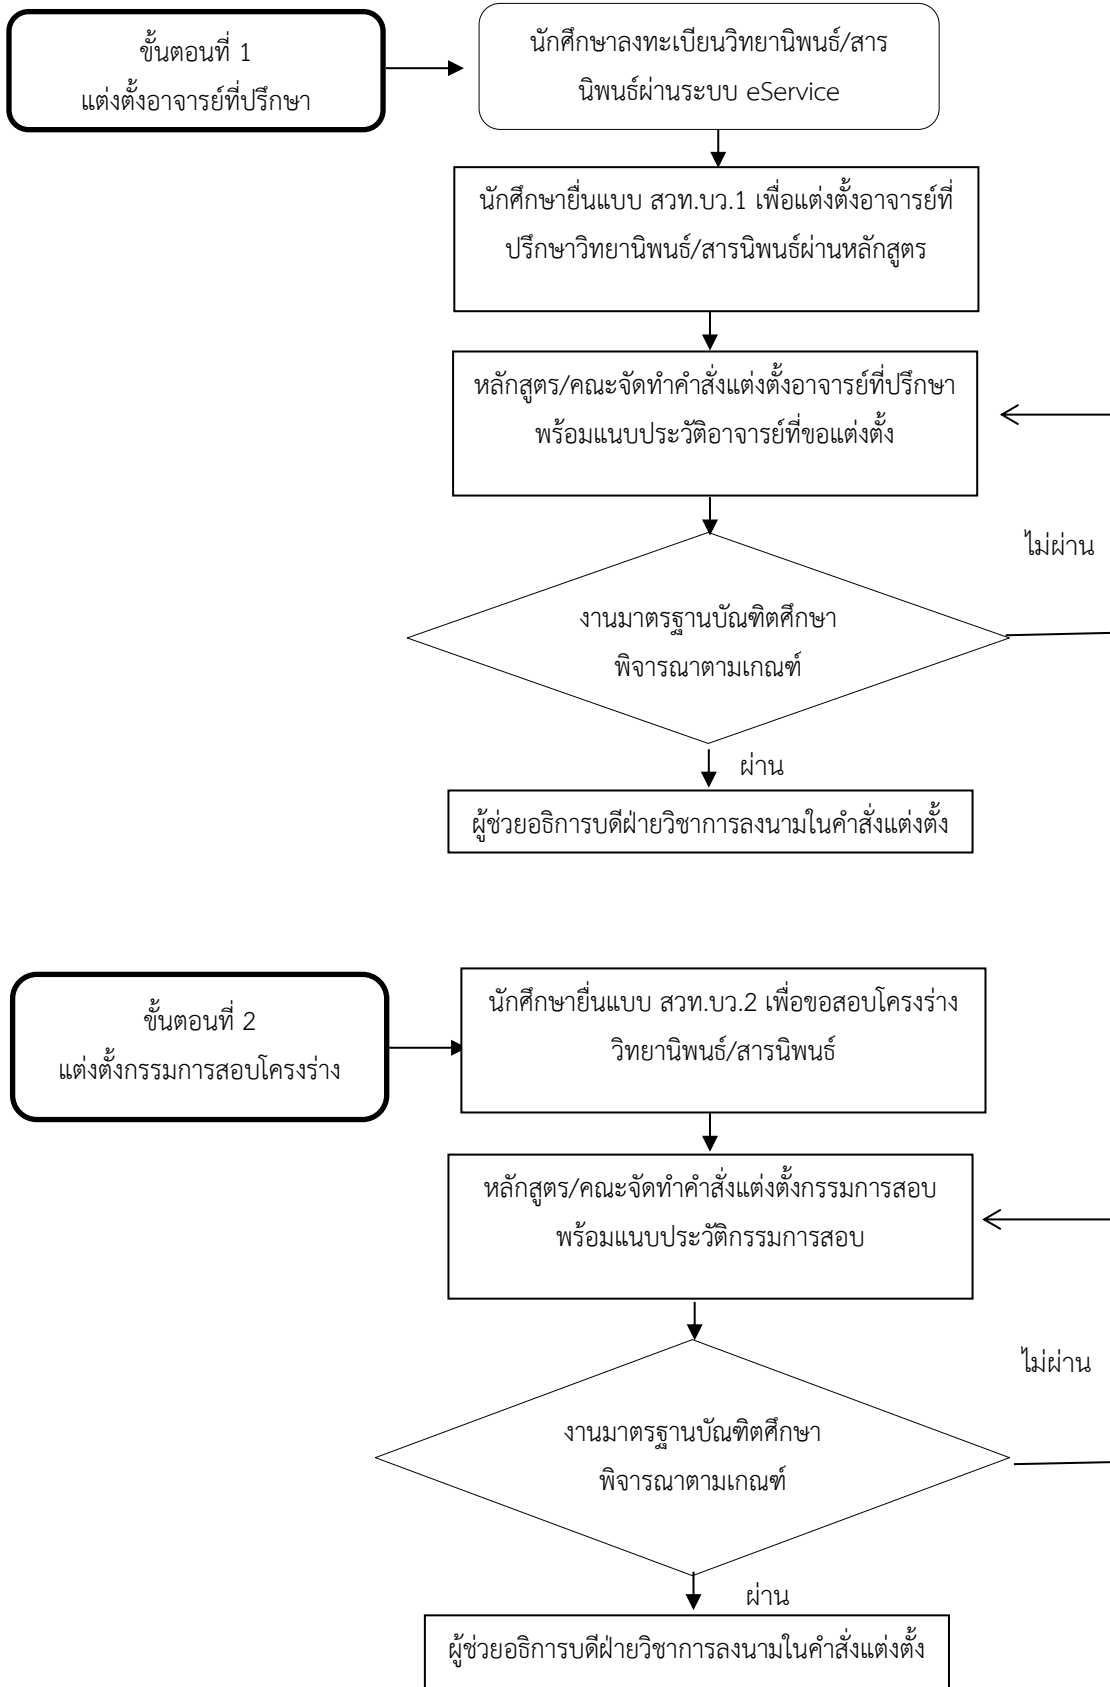 ขั้นตอนที่ 1
แต่งตั้งอาจารย์ที่ปรึกษา
นักศึกษาลงทะเบียนวิทยานิพนธ์/สาร
นิพนธ์ผ่านระบบ eService
นักศึกษายื่นแบบ สวท.บว.1 เพื่อแต่งตั้งอาจารย์ที่
ปรึกษาวิทยานิพนธ์/สารนิพนธ์ผ่านหลักสูตร
หลักสูตร/คณะจัดทำคำสั่งแต่งตั้งอาจารย์ที่ปรึกษา
พร้อมแนบประวัติอาจารย์ที่ขอแต่งตั้ง
ไม่ผ่าน
งานมาตรฐานบัณฑิตศึกษา
พิจารณาตามเกณฑ์
ผ่าน
ผู้ช่วยอธิการบดีฝ่ายวิชาการลงนามในคำสั่งแต่งตั้ง
ขั้นตอนที่ 2
แต่งตั้งกรรมการสอบโครงร่าง
นักศึกษายื่นแบบ สวท.บว.2 เพื่อขอสอบโครงร่าง
วิทยานิพนธ์/สารนิพนธ์
หลักสูตร/คณะจัดทำคำสั่งแต่งตั้งกรรมการสอบ
พร้อมแนบประวัติกรรมการสอบ
ไม่ผ่าน
งานมาตรฐานบัณฑิตศึกษา
พิจารณาตามเกณฑ์
ผ่าน
ผู้ช่วยอธิการบดีฝ่ายวิชาการลงนามในคำสั่งแต่งตั้ง